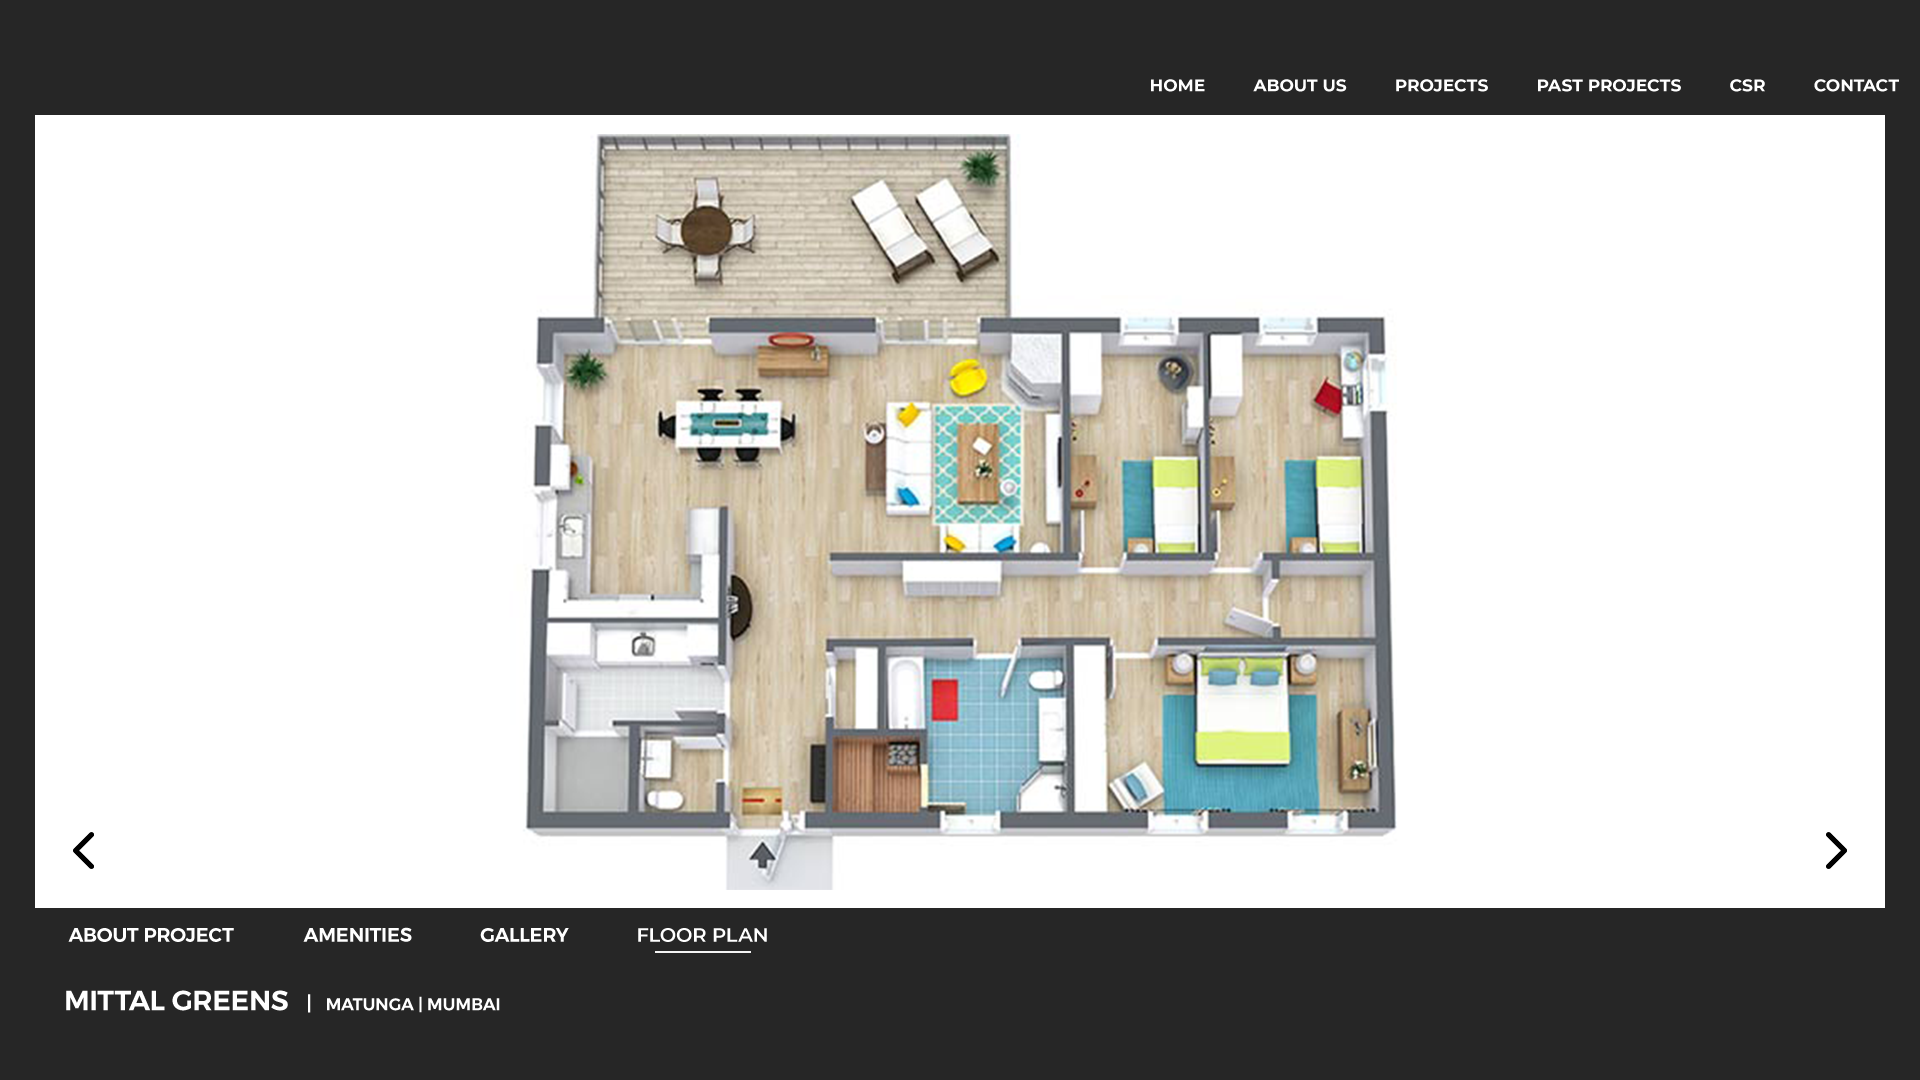 HOME ABOUT US PROJECTS PAST PROJECTS CSR CONTACT
ABOUT PROJECT AMENITIES GALLERY FLOOR PLAN
MITTAL GREENS | MATUNGA | MUMBAI